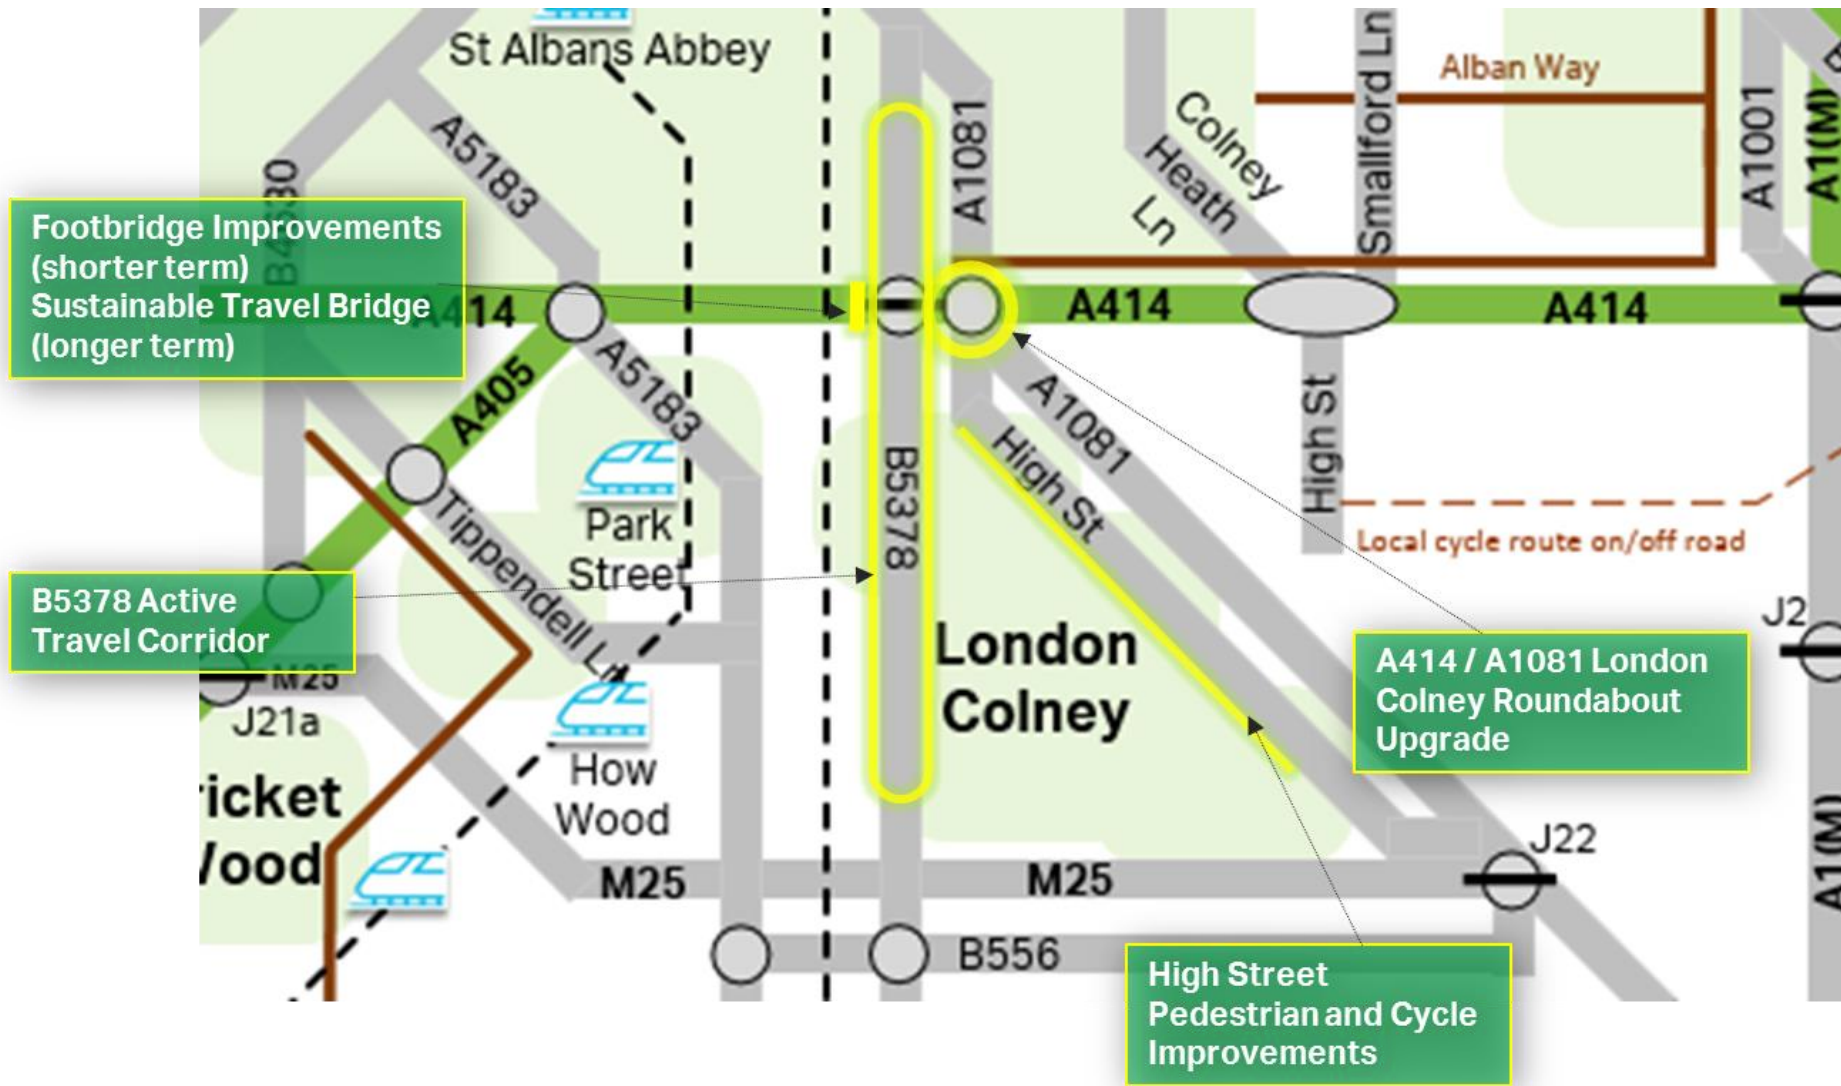 St Albans Abbey
A5183
B4630
A1081
Colney
Heath
Ln
Smallford Ln
Alban Way
A1001
A1(M)
Footbridge Improvements
(shorter term)
Sustainable Travel Bridge
(longer term)
A414
A414
A414
A405
A5183
A1081
High St
High St
B5378
Local cycle route on/off road
Park
Street
Tippendell Ln
B5378 Active
Travel Corridor
M25
J21a
London
Colney
J2
A414 / A1081 London
Colney Roundabout
Upgrade
How
Wood
ricket
Wood
M25
M25
J22
A1(M)
B556
High Street
Pedestrian and Cycle
Improvements